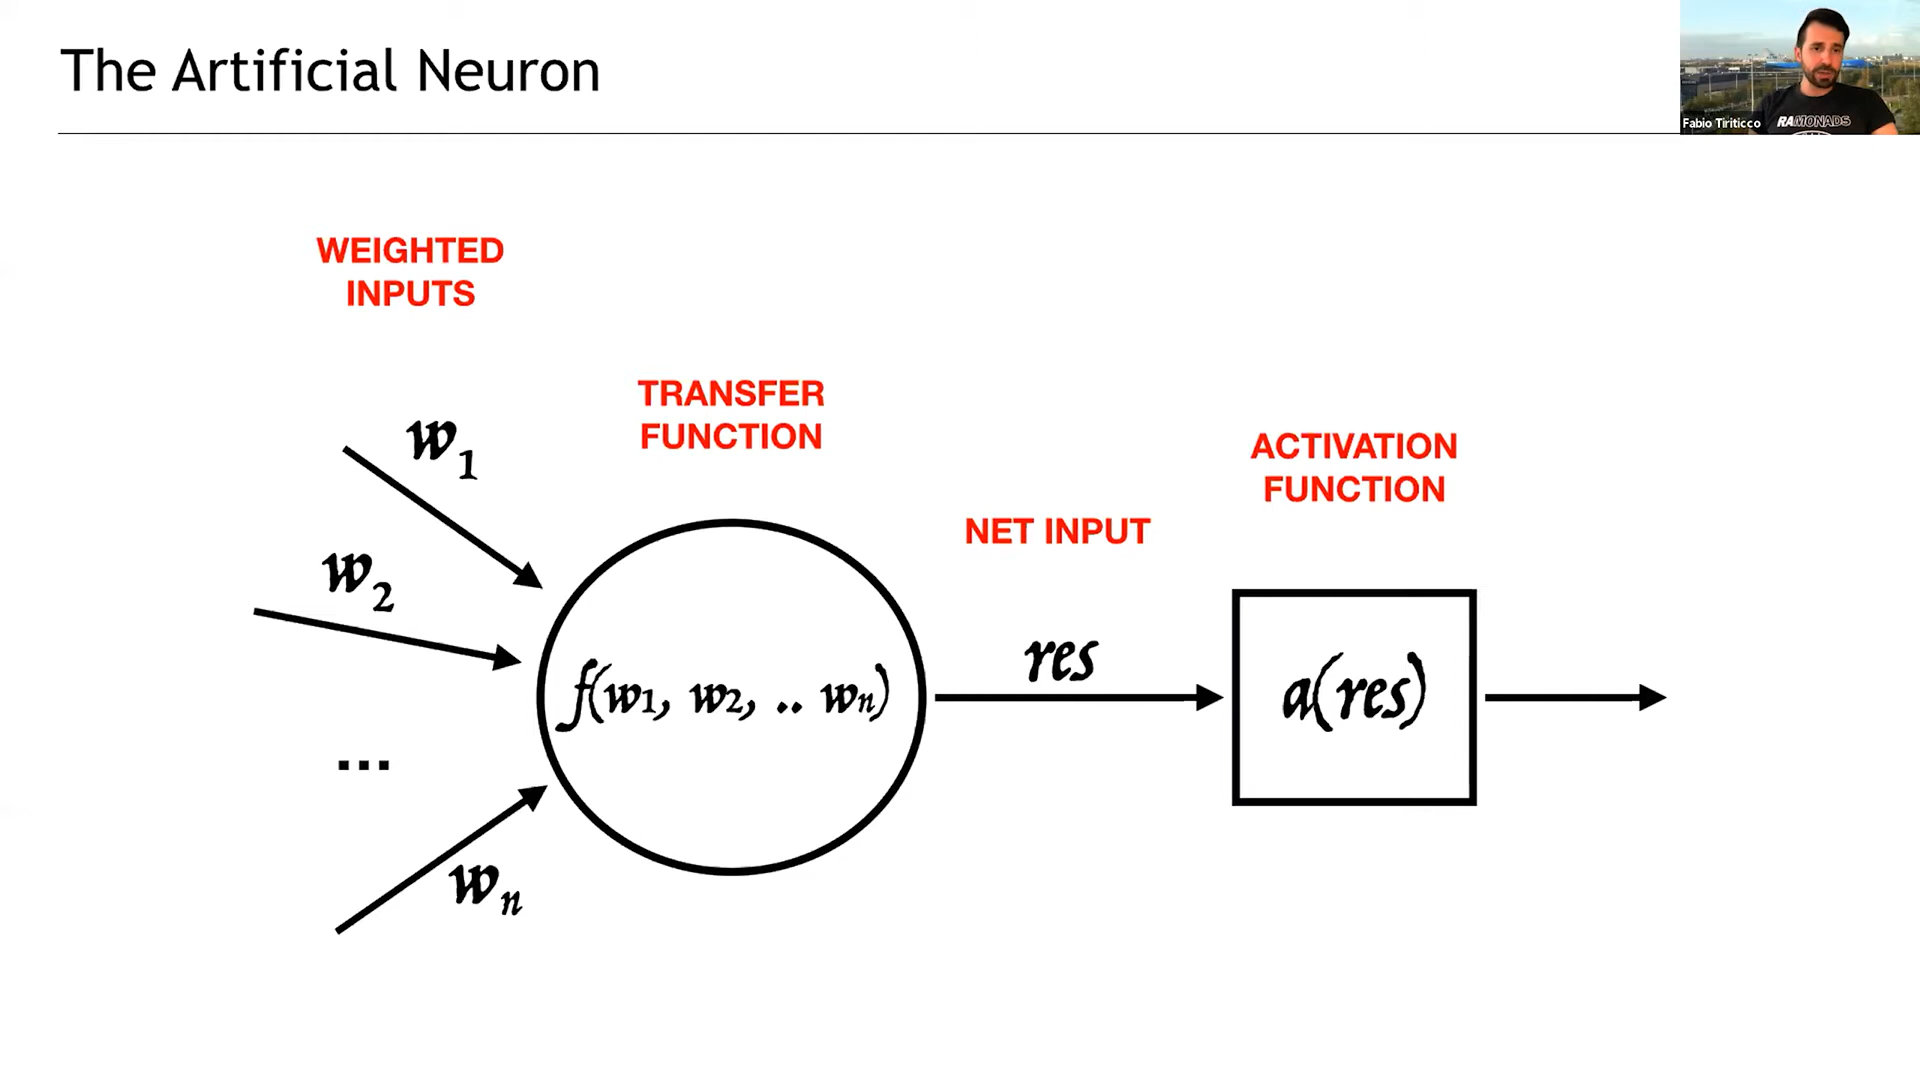 The Artificial Neuron
Fabio Tiriticco
RAMONADS
WEIGHTED
INPUTS
TRANSFER
FUNCTION
ACTIVATION
FUNCTION
NET INPUT
w1
w2
...
wn
f(w1, w2, .. wn)
res
a(res)